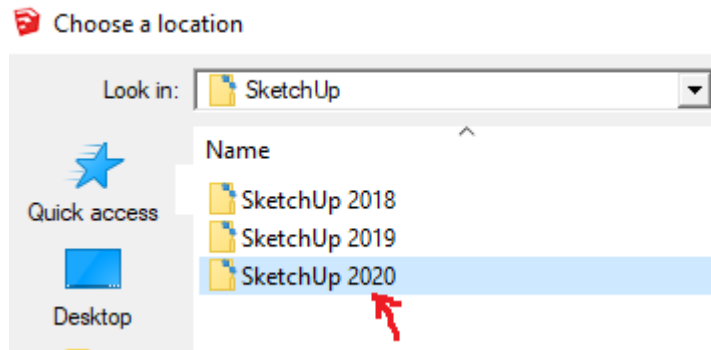 Choose a location
Look in: SketchUp
Name
Quick access
SketchUp 2018
SketchUp 2019
SketchUp 2020
Desktop